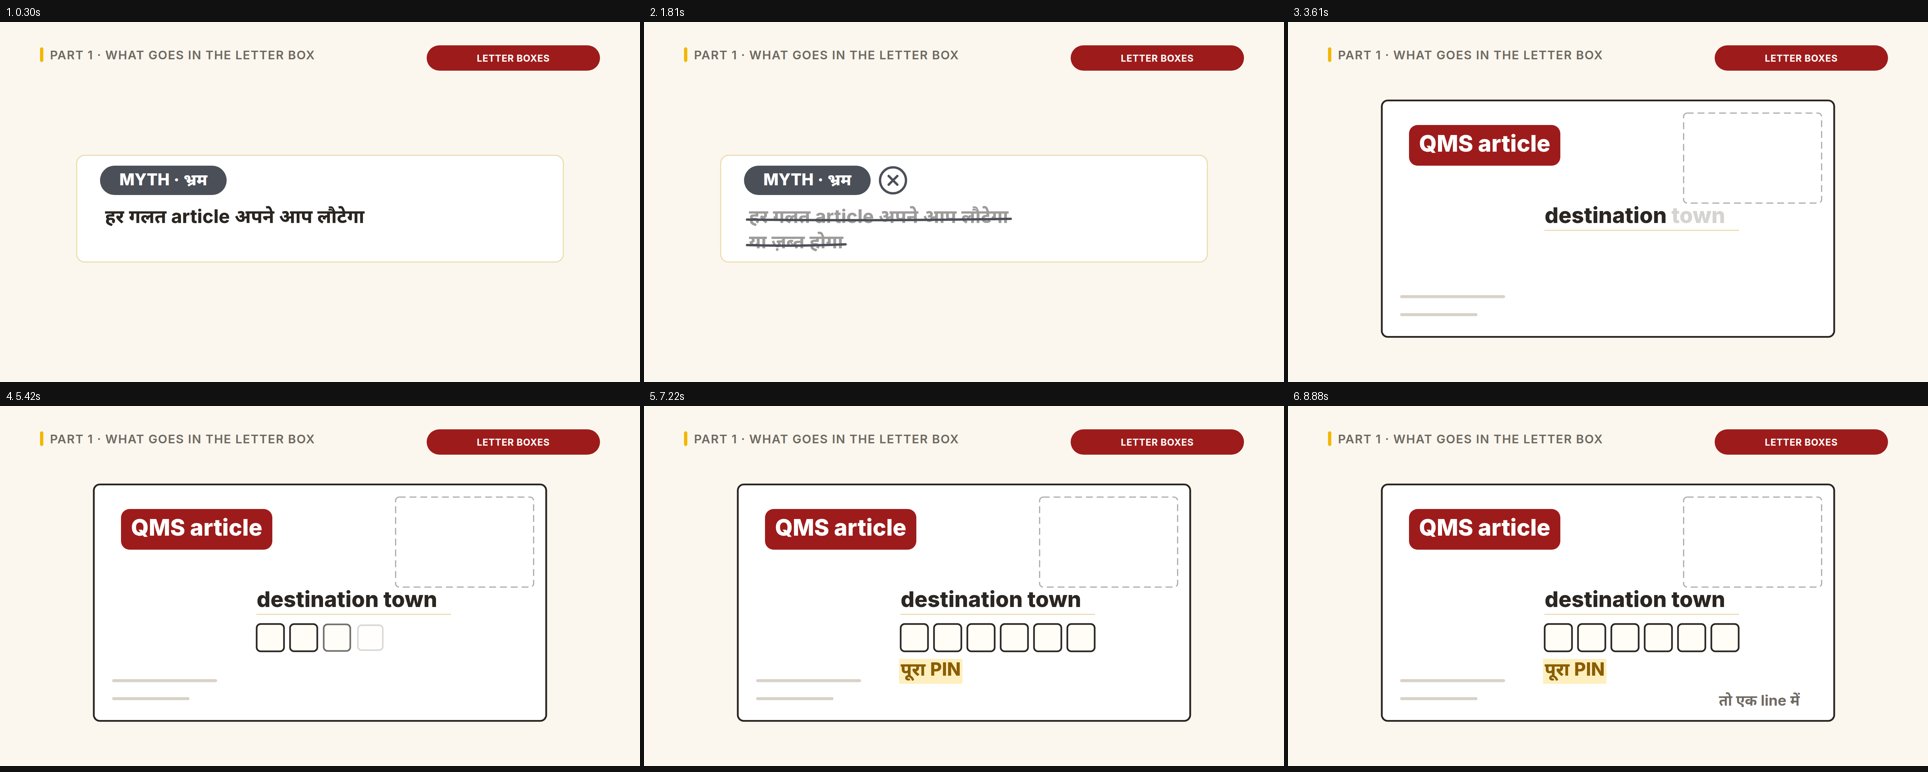 1. 0.30s
PART 1 · WHAT GOES IN THE LETTER BOX
LETTER BOXES
MYTH · भ्रम
हर गलत article अपने आप लौटेगा
2. 1.81s
PART 1 · WHAT GOES IN THE LETTER BOX
LETTER BOXES
MYTH · भ्रम
हर गलत article अपने आप लौटेगा
या ज़ब्त होगा
3. 3.61s
PART 1 · WHAT GOES IN THE LETTER BOX
LETTER BOXES
QMS article
destination town
4. 5.42s
PART 1 · WHAT GOES IN THE LETTER BOX
LETTER BOXES
QMS article
destination town
5. 7.22s
PART 1 · WHAT GOES IN THE LETTER BOX
LETTER BOXES
QMS article
destination town
पूरा PIN
6. 8.88s
PART 1 · WHAT GOES IN THE LETTER BOX
LETTER BOXES
QMS article
destination town
पूरा PIN
तो एक line में